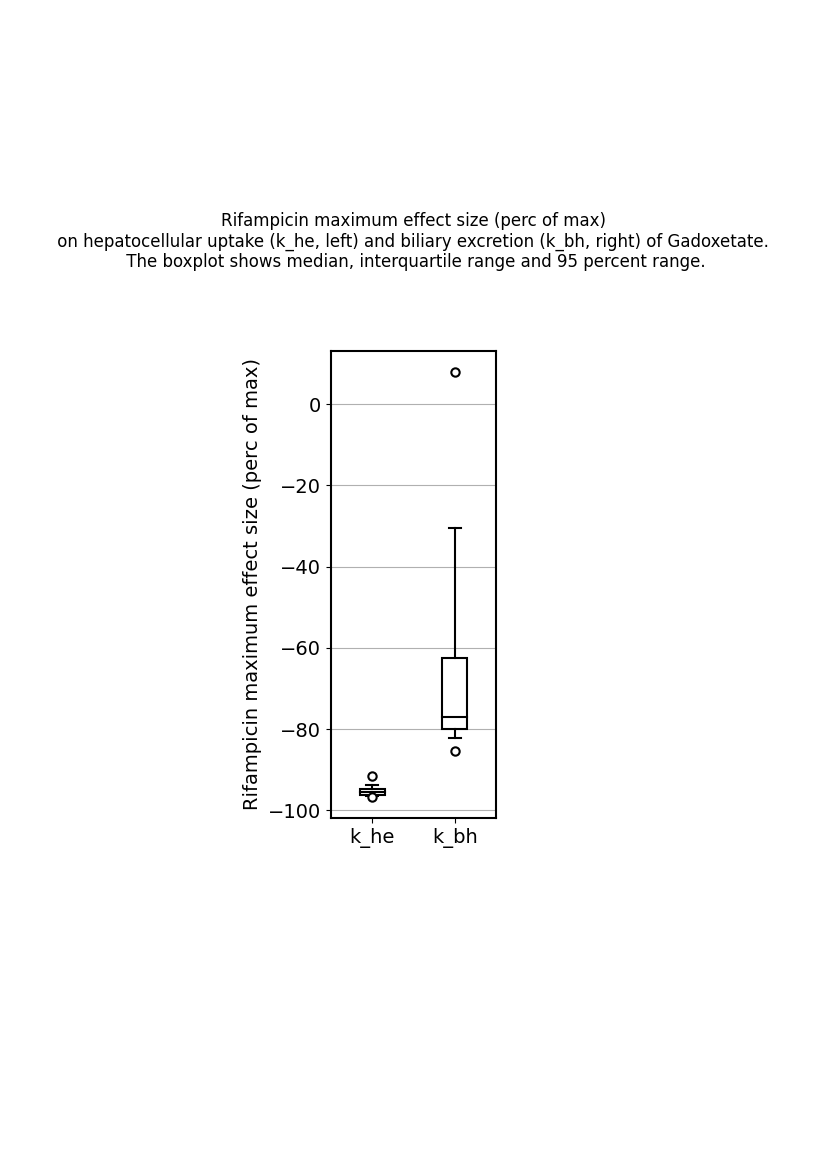 Rifampicin maximum effect size (perc of max)
on hepatocellular uptake (k_he, left) and biliary excretion (k_bh, right) of Gadoxetate.
The boxplot shows median, interquartile range and 95 percent range.
Rifampicin maximum effect size (perc of max)
0
−20
−40
−60
−80
−100
k_he k_bh